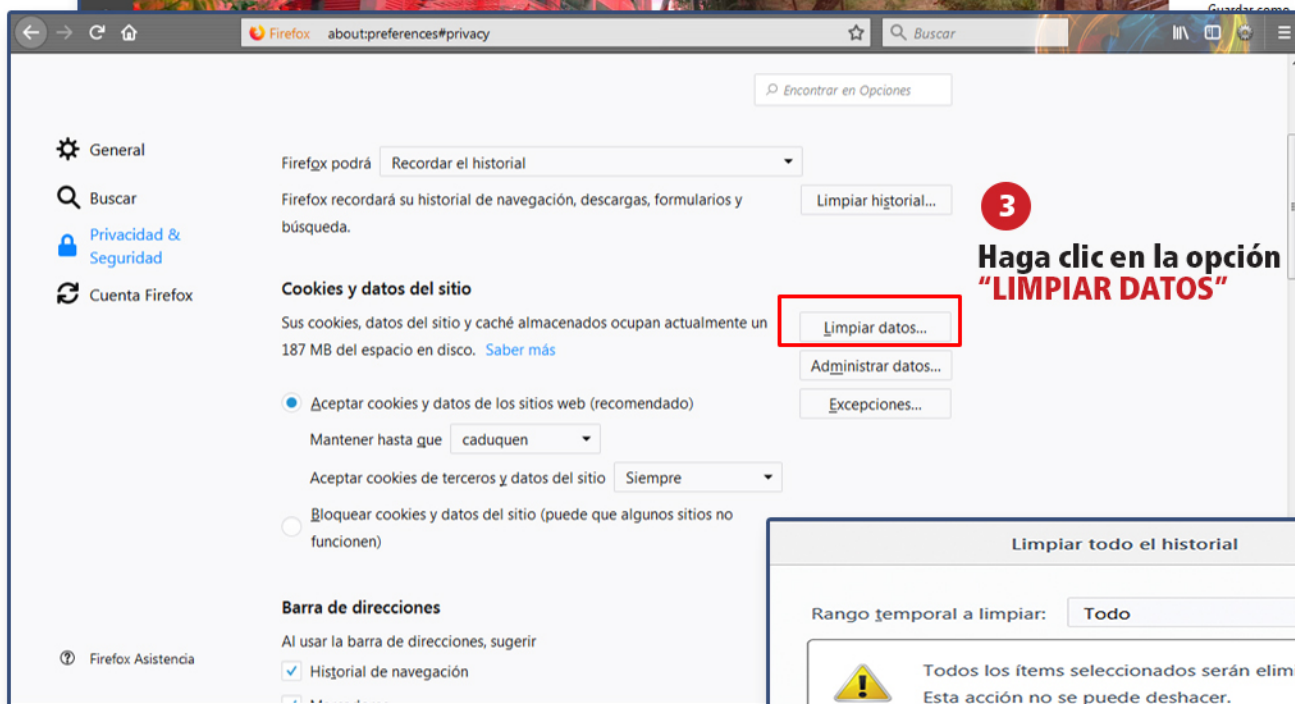 Guardar como
Firefox about:preferences#privacy
Buscar
Encontrar en Opciones
General
Buscar
Privacidad &
Seguridad
Cuenta Firefox
Firefox Asistencia
Firefox podrá Recordar el historial
Firefox recordará su historial de navegación, descargas, formularios y
búsqueda.
Limpiar historial...
Cookies y datos del sitio
Sus cookies, datos del sitio y caché almacenados ocupan actualmente un
187 MB del espacio en disco. Saber más
Limpiar datos...
Administrar datos...
Excepciones...
Aceptar cookies y datos de los sitios web (recomendado)
Mantener hasta que caduquen
Aceptar cookies de terceros y datos del sitio Siempre
Bloquear cookies y datos del sitio (puede que algunos sitios no
funcionen)
Barra de direcciones
Al usar la barra de direcciones, sugerir
Historial de navegación
3
Haga clic en la opción
“LIMPIAR DATOS”
Limpiar todo el historial
Rango temporal a limpiar: Todo
Todos los ítems seleccionados serán elim
Esta acción no se puede deshacer.